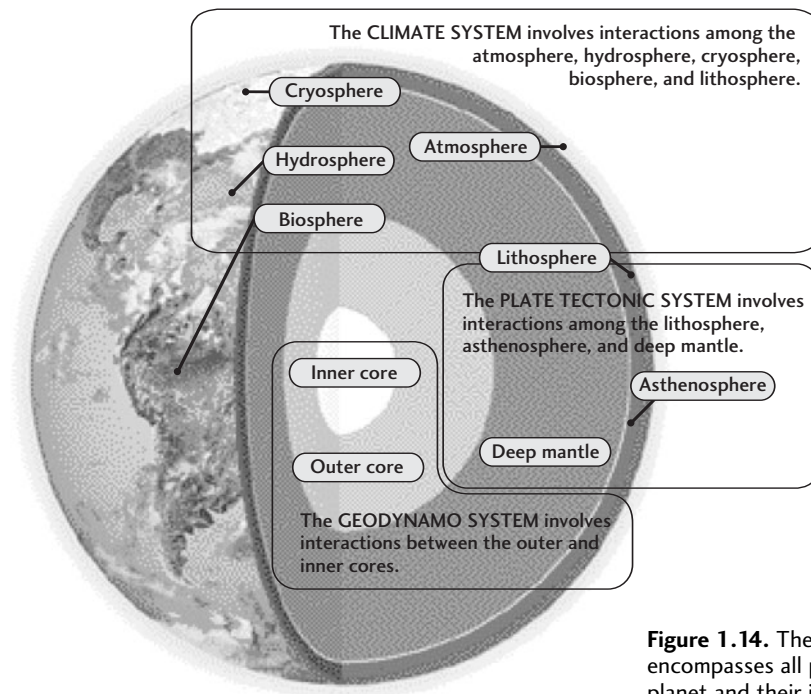 The CLIMATE SYSTEM involves interactions among the
atmosphere, hydrosphere, cryosphere,
biosphere, and lithosphere.
Cryosphere
Atmosphere
Hydrosphere
Biosphere
Lithosphere
The PLATE TECTONIC SYSTEM involves
interactions among the lithosphere,
asthenosphere, and deep mantle.
Inner core
Asthenosphere
Deep mantle
Outer core
The GEODYNAMO SYSTEM involves
interactions between the outer and
inner cores.
Figure 1.14. The
encompasses all p
planet and their i